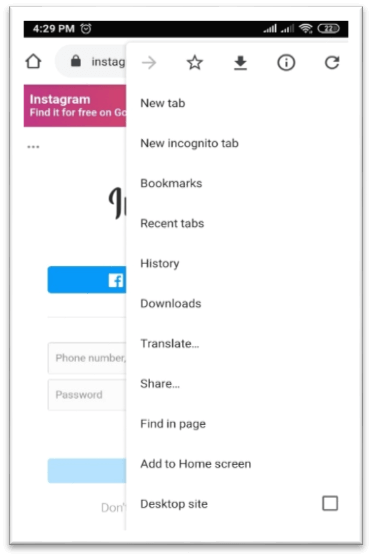 4:29 PM
22
instag
Instagram
Find it for free on Go
...
New tab
New incognito tab
Bookmarks
Recent tabs
History
Downloads
Translate...
Phone number,
Share...
Password
Find in page
Add to Home screen
Desktop site
Don'